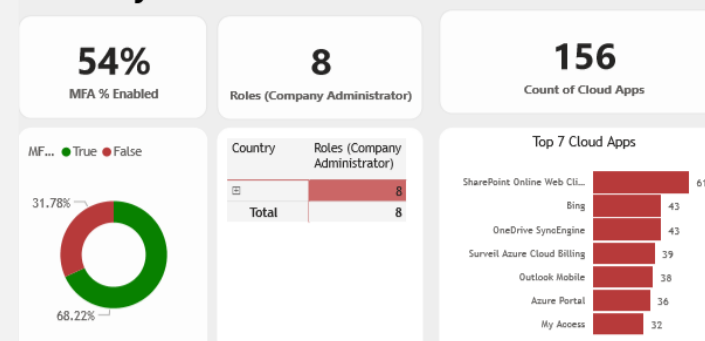 54%
MFA % Enabled
8
Roles (Company Administrator)
156
Count of Cloud Apps
MF... True False
31.78%
68.22%
Country Roles (Company
Administrator)
8
Total 8
Top 7 Cloud Apps
SharePoint Online Web Cli... 61
Bing 43
OneDrive SyncEngine 43
Surveil Azure Cloud Billing 39
Outlook Mobile 38
Azure Portal 36
My Access 32